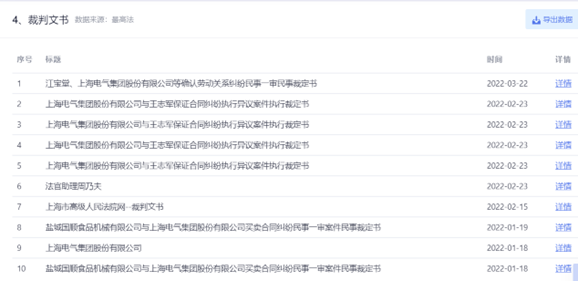 4、裁判文书 数据来源：最高法 导出数据
序号 标题 时间 详情
1 江宝堂、上海电气集团股份有限公司等确认劳动关系纠纷民事一审民事裁定书 2022-03-22 详情
2 上海电气集团股份有限公司与王志军保证合同纠纷执行异议案件执行裁定书 2022-02-23 详情
3 上海电气集团股份有限公司与王志军保证合同纠纷执行异议案件执行裁定书 2022-02-23 详情
4 上海电气集团股份有限公司与王志军保证合同纠纷执行异议案件执行裁定书 2022-02-23 详情
5 上海电气集团股份有限公司与王志军保证合同纠纷执行异议案件执行裁定书 2022-02-23 详情
6 法官助理周乃夫 2022-02-23 详情
7 上海市高级人民法院网--裁判文书 2022-02-15 详情
8 盐城国顺食品机械有限公司与上海电气集团股份有限公司买卖合同纠纷民事一审案件民事裁定书 2022-01-19 详情
9 上海电气集团股份有限公司 2022-01-18 详情
10 盐城国顺食品机械有限公司与上海电气集团股份有限公司买卖合同纠纷民事一审案件民事裁定书 2022-01-18 详情